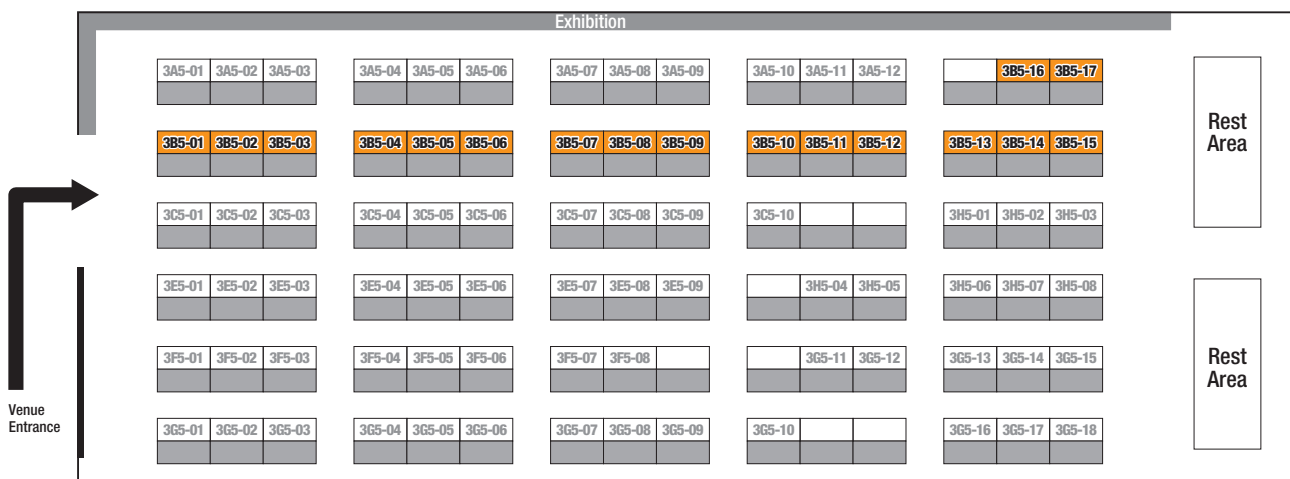 Exhibition
3A5-01 3A5-02 3A5-03 3A5-04 3A5-05 3A5-06 3A5-07 3A5-08 3A5-09 3A5-10 3A5-11 3A5-12 3B5-16 3B5-17
3B5-01 3B5-02 3B5-03 3B5-04 3B5-05 3B5-06 3B5-07 3B5-08 3B5-09 3B5-10 3B5-11 3B5-12 3B5-13 3B5-14 3B5-15
Rest
Area
3C5-01 3C5-02 3C5-03 3C5-04 3C5-05 3C5-06 3C5-07 3C5-08 3C5-09 3C5-10 3H5-01 3H5-02 3H5-03
3E5-01 3E5-02 3E5-03 3E5-04 3E5-05 3E5-06 3E5-07 3E5-08 3E5-09 3H5-04 3H5-05 3H5-06 3H5-07 3H5-08
3F5-01 3F5-02 3F5-03 3F5-04 3F5-05 3F5-06 3F5-07 3F5-08 3G5-11 3G5-12 3G5-13 3G5-14 3G5-15
Rest
Area
Venue
Entrance
3G5-01 3G5-02 3G5-03 3G5-04 3G5-05 3G5-06 3G5-07 3G5-08 3G5-09 3G5-10 3G5-16 3G5-17 3G5-18